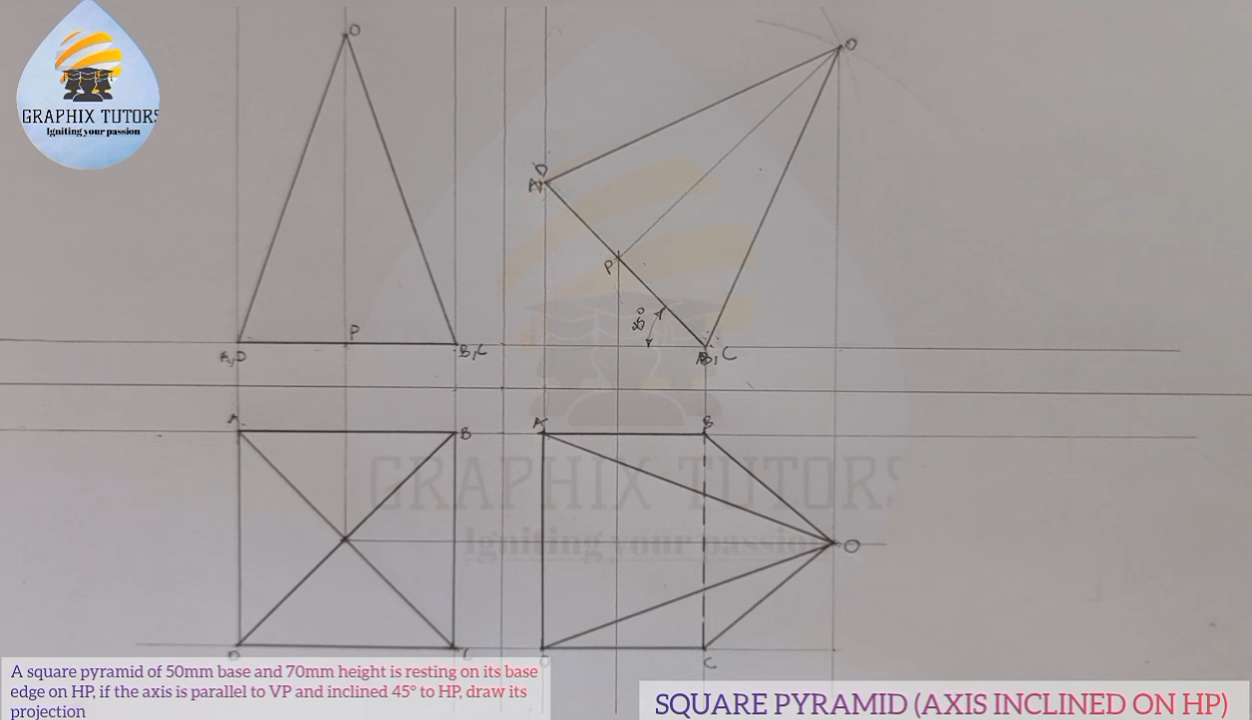 GRAPHIX TUTORS
Igniting your passion
O
O
D
P
P
45°
A,D
B,C
B,C
A
B
A
B
GRAPHIX TUTORS
Igniting your passion
O
D
C
C
A square pyramid of 50mm base and 70mm height is resting on its base
edge on HP, if the axis is parallel to VP and inclined 45° to HP, draw its
projection
SQUARE PYRAMID (AXIS INCLINED ON HP)